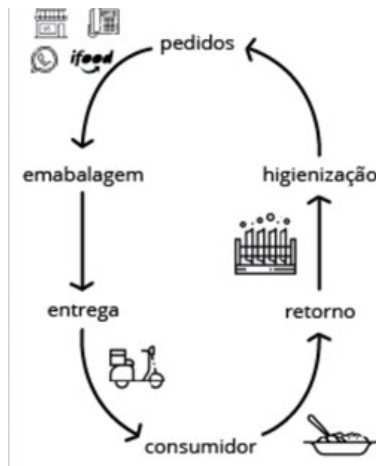 pedidos
ifood
emabalagem
higienização
entrega
retorno
consumidor